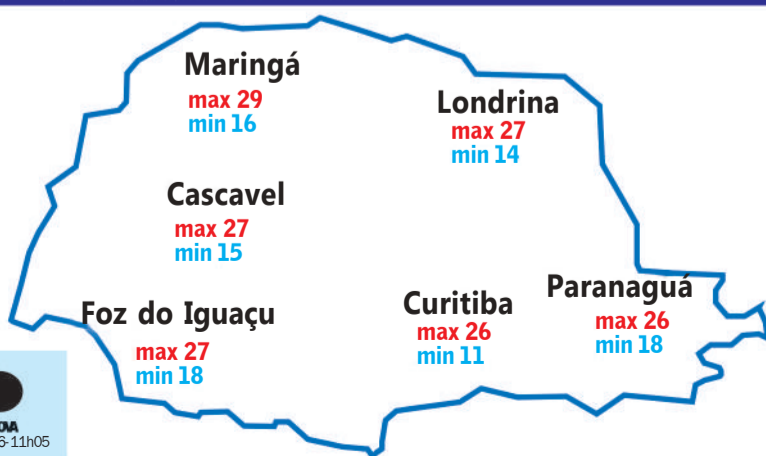 Maringá
max 29
min 16
Londrina
max 27
min 14
Cascavel
max 27
min 15
Foz do Iguaçu
max 27
min 18
Curitiba
max 26
min 11
Paranaguá
max 26
min 18
6-11h05